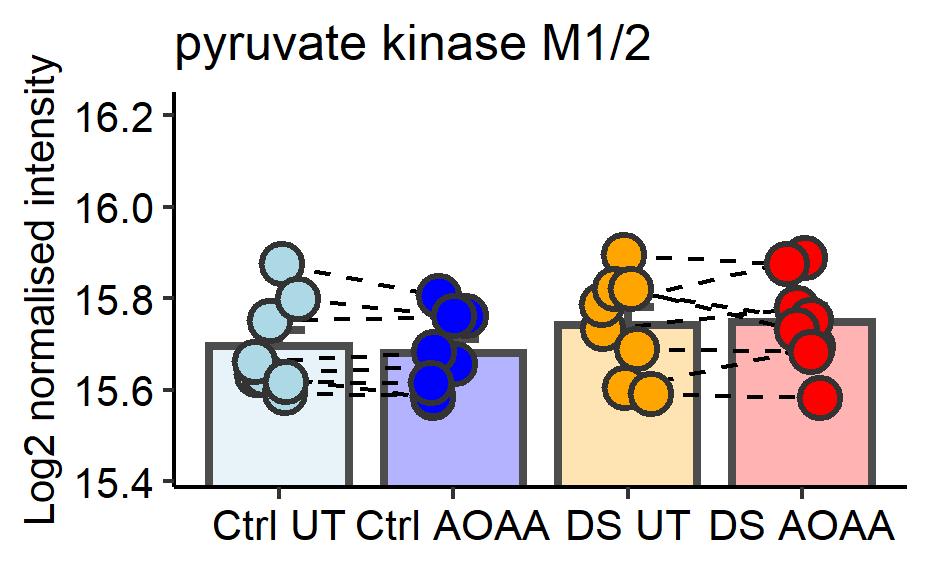 pyruvate kinase M1/2
Log2 normalised intensity
16.2
16.0
15.8
15.6
15.4
Ctrl UT Ctrl AOAA DS UT DS AOAA